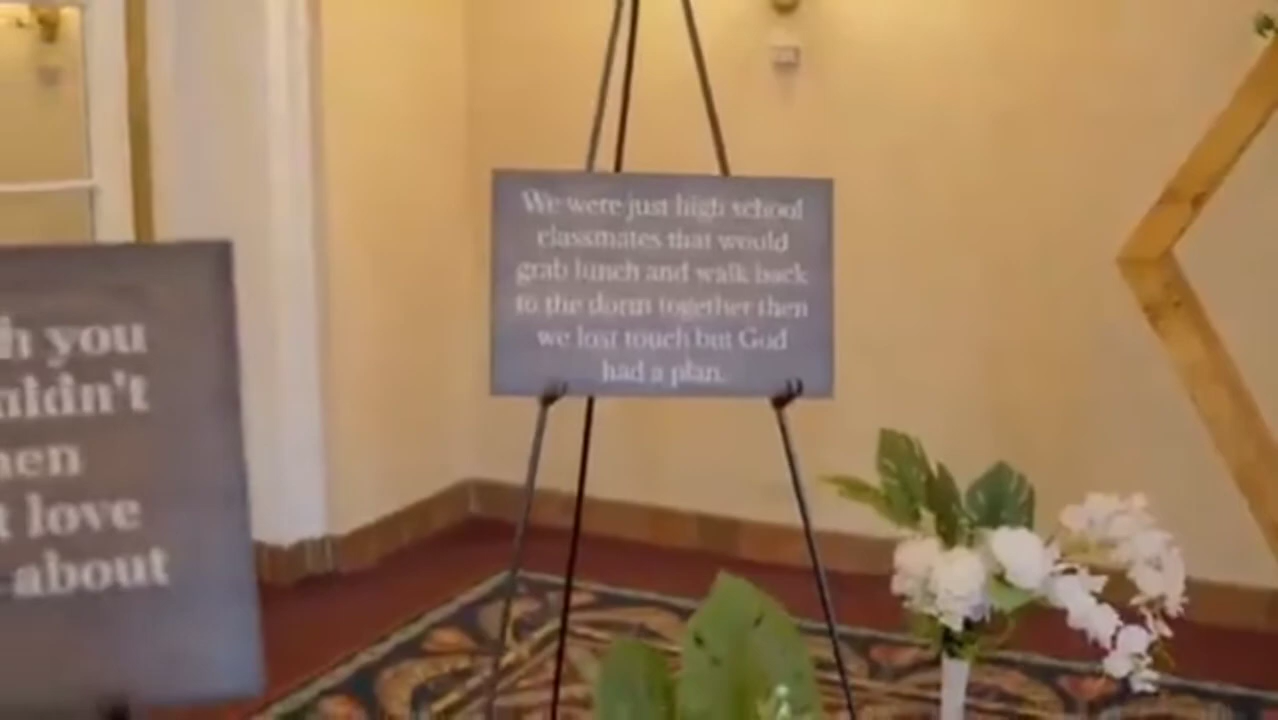 h you
uldn't
hen
t love
about
We were just high school
classmates that would
grab lunch and walk back
to the dorm together then
we lost touch but God
had a plan.